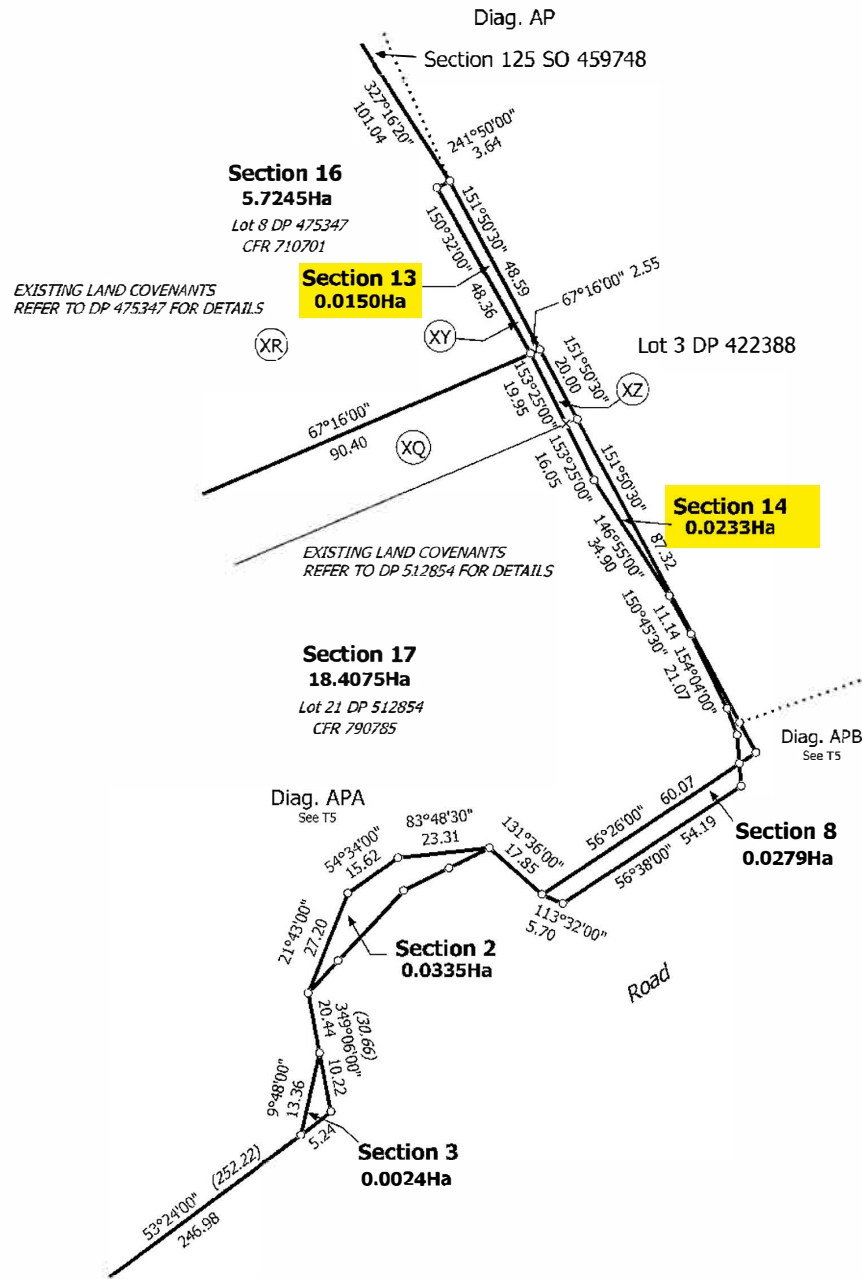 Diag. AP
Section 125 SO 459748
327°16'20"
101.04
241°50'00"
3.64
Section 16
5.7245Ha
Lot 8 DP 475347
CFR 710701
151°50'30" 48.59
150°32'00" 48.36
Section 13
0.0150Ha
67°16'00" 2.55
EXISTING LAND COVENANTS
REFER TO DP 475347 FOR DETAILS
XR
XY
Lot 3 DP 422388
151°50'30"
20.00
XZ
153°25'00"
19.95
67°16'00"
90.40
XQ
153°25'00"
16.05
151°50'30"
87.32
Section 14
0.0233Ha
146°55'00"
34.90
EXISTING LAND COVENANTS
REFER TO DP 512854 FOR DETAILS
11.14
150°45'30"
154°04'00"
21.07
Section 17
18.4075Ha
Lot 21 DP 512854
CFR 790785
Diag. APB
See T5
Diag. APA
See T5
83°48'30"
23.31
131°36'00"
17.85
56°26'00" 60.07
56°38'00" 54.19
Section 8
0.0279Ha
54°34'00"
15.62
113°32'00"
5.70
21°43'00"
27.20
Section 2
0.0335Ha
Road
(30.66)
349°06'00"
20.44
10.22
9°48'00"
13.36
5.24
Section 3
0.0024Ha
53°24'00" (252.22)
246.98